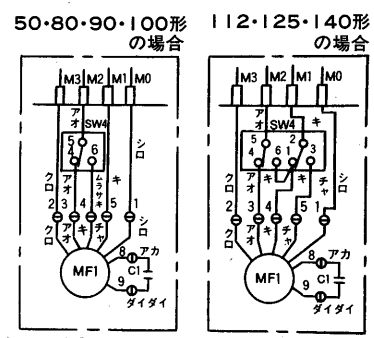 50・80・90・100形
の場合
M3 M2 M1 M0
アオ
SW4
5
4 6
シロ
クロ アオ ムラサキ キ
2 3 4 5 1
クロ アオ キ チャ シロ
MF1
8 アカ
C1
9
ダイダイ
112・125・140形
の場合
M3 M2 M1 M0
アオ キ
SW4
5 2
4 6 1 3
クロ アオ キ チャ シロ
2 3 4 5 1
クロ アオ キ チャ
MF1
8 アカ
C1
9
ダイダイ